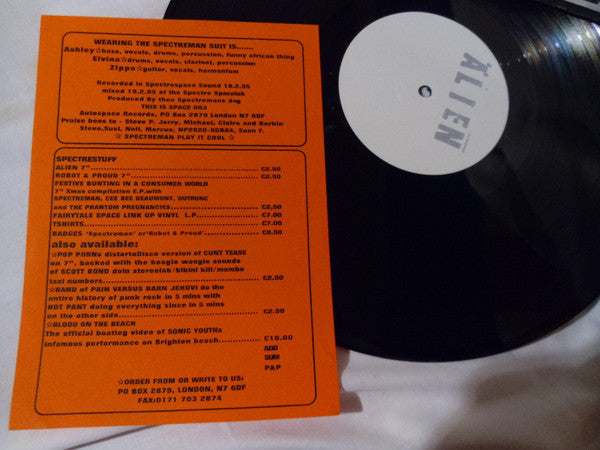 WEARING THE SPECTREMAN SUIT IS.......
Ashley☆bass, vocals, drums, percussion, funny african thing
Elvina☆drums, vocals, clarinet, percussion
Zippo☆guitar, vocals, harmonium
Recorded in Spectrospace Sound 18.2.95
mixed 19.2.95 at the Spectre Spacelab
Produced by thee Spectremans dog
THIS IS SPACE 002
Autospace Records, PO Box 2879 London N7 6DF
Praise bees to - Steve P. Jerry, Michael, Claire and Barkin'
Steve.Susi, Neil, Marcus, NP2020-XGBAS, Sean F.
☆ SPECTREMAN PLAY IT COOL ☆
SPECTRESTUFF
ALIEN 7"........................£2.50
ROBOT & PROUD 7"........................£2.50
FESTIVE BUNTING IN A CONSUMER WORLD
7" Xmas compilation E.P.with
SPECTREMAN, CEE BEE BEAUMONT, DUTRONC
and THE PHANTOM PREGNANCIES........................£2,50
FAIRYTALE SPACE LINK UP VINYL L.P................£7.00
TSHIRTS........................£7.00
BADGES 'Spectreman' or'Robot & Proud'................£0.50
also available:
☆POP PORNs distortoDisco version of CUNT TEASE
on 7", backed with the boogie woogie sounds
of SCOTT BOND doin stereolab/bikini kill/mambo
taxi numbers........................£2.50
☆BAND of PAIN VERSUS BARN JEHOVI do the
entire history of punk rock in 5 mins with
HOT PANT doing everything since in 5 mins
on the other side........................£2.50
☆BLOOD ON THE BEACH
The official bootleg video of SONIC YOUTHs
infamous performance on Brighton beach........£10.00
ADD
SUM
P&P
☆ORDER FROM OR WRITE TO US:
PO BOX 2879, LONDON, N7 6DF
FAX:0171 703 2874
ALIEN